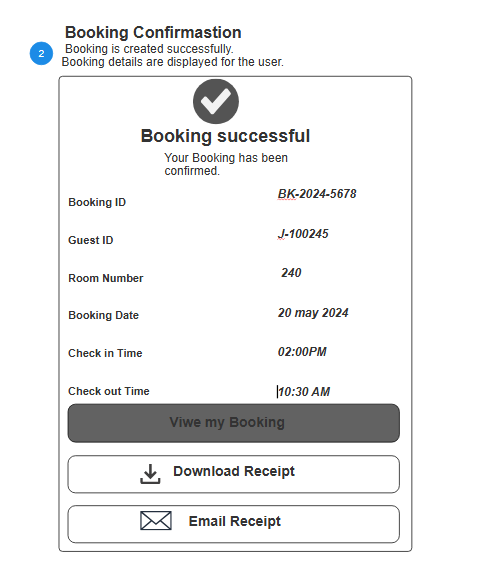 Booking Confirmastion
Booking is created successfully.
2
Booking details are displayed for the user.
Booking successful
Your Booking has been
confirmed.
Booking ID BK-2024-5678
Guest ID J-100245
Room Number 240
Booking Date 20 may 2024
Check in Time 02:00PM
Check out Time 10:30 AM
Viwe my Booking
Download Receipt
Email Receipt